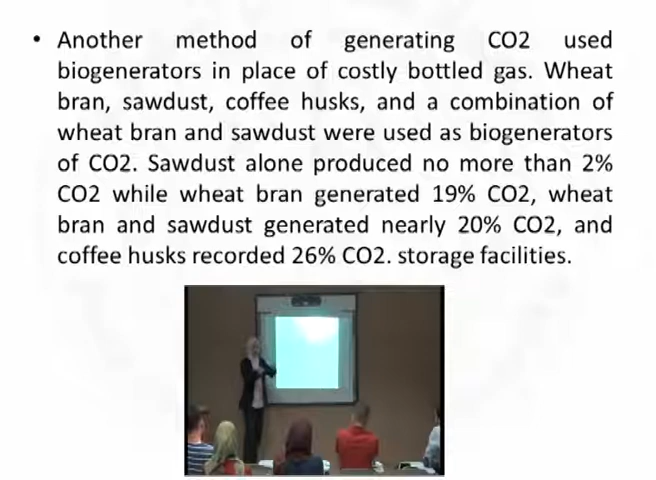 • Another method of generating CO2 used
biogenerators in place of costly bottled gas. Wheat
bran, sawdust, coffee husks, and a combination of
wheat bran and sawdust were used as biogenerators
of CO2. Sawdust alone produced no more than 2%
CO2 while wheat bran generated 19% CO2, wheat
bran and sawdust generated nearly 20% CO2, and
coffee husks recorded 26% CO2. storage facilities.